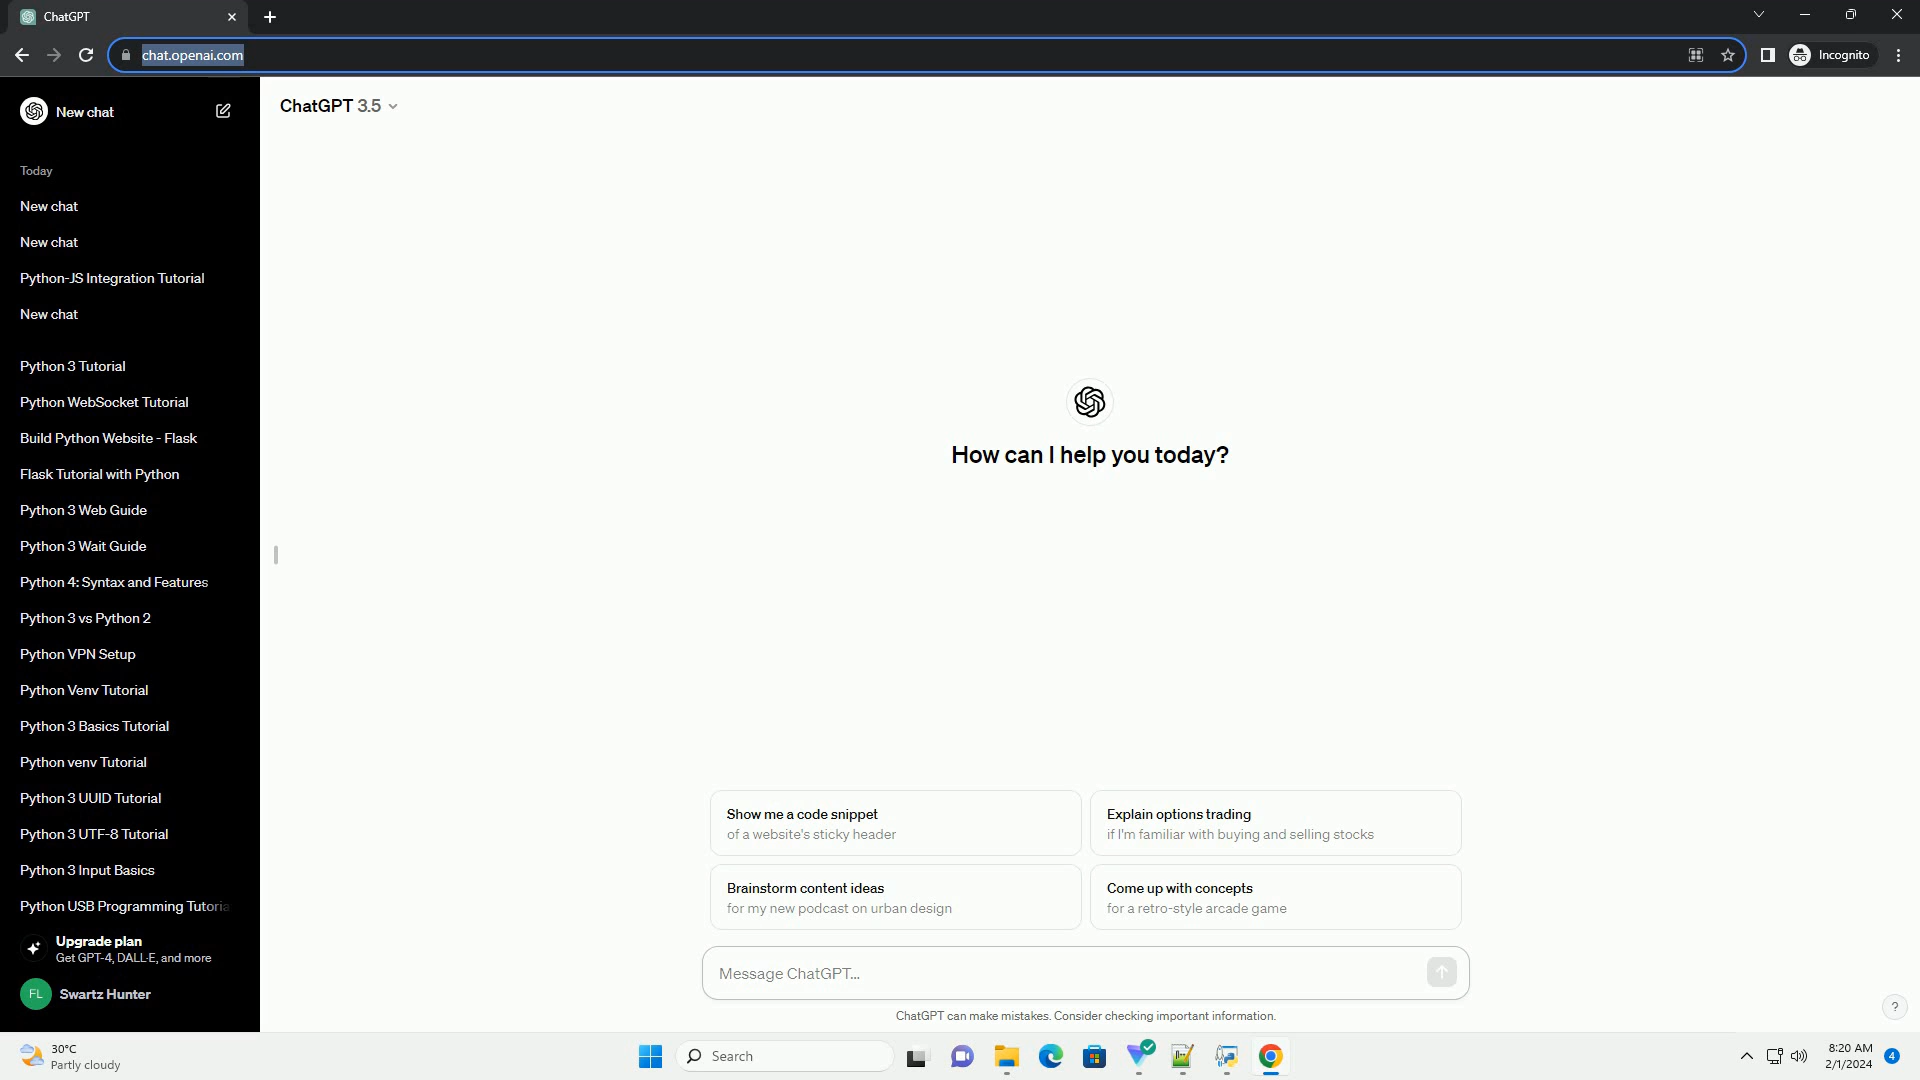 ChatGPT
chat.openai.com
Incognito
New chat
ChatGPT 3.5
Today
New chat
New chat
Python-JS Integration Tutorial
New chat
Python 3 Tutorial
Python WebSocket Tutorial
Build Python Website - Flask
Flask Tutorial with Python
Python 3 Web Guide
Python 3 Wait Guide
Python 4: Syntax and Features
Python 3 vs Python 2
Python VPN Setup
Python Venv Tutorial
Python 3 Basics Tutorial
Python venv Tutorial
Python 3 UUID Tutorial
Python 3 UTF-8 Tutorial
Python 3 Input Basics
Python USB Programming Tutoria
Upgrade plan
Get GPT-4, DALL·E, and more
FL
Swartz Hunter
How can I help you today?
Show me a code snippet
of a website's sticky header
Explain options trading
if I'm familiar with buying and selling stocks
Brainstorm content ideas
for my new podcast on urban design
Come up with concepts
for a retro-style arcade game
Message ChatGPT...
ChatGPT can make mistakes. Consider checking important information.
?
30°C
Partly cloudy
Search
8:20 AM
2/1/2024
4